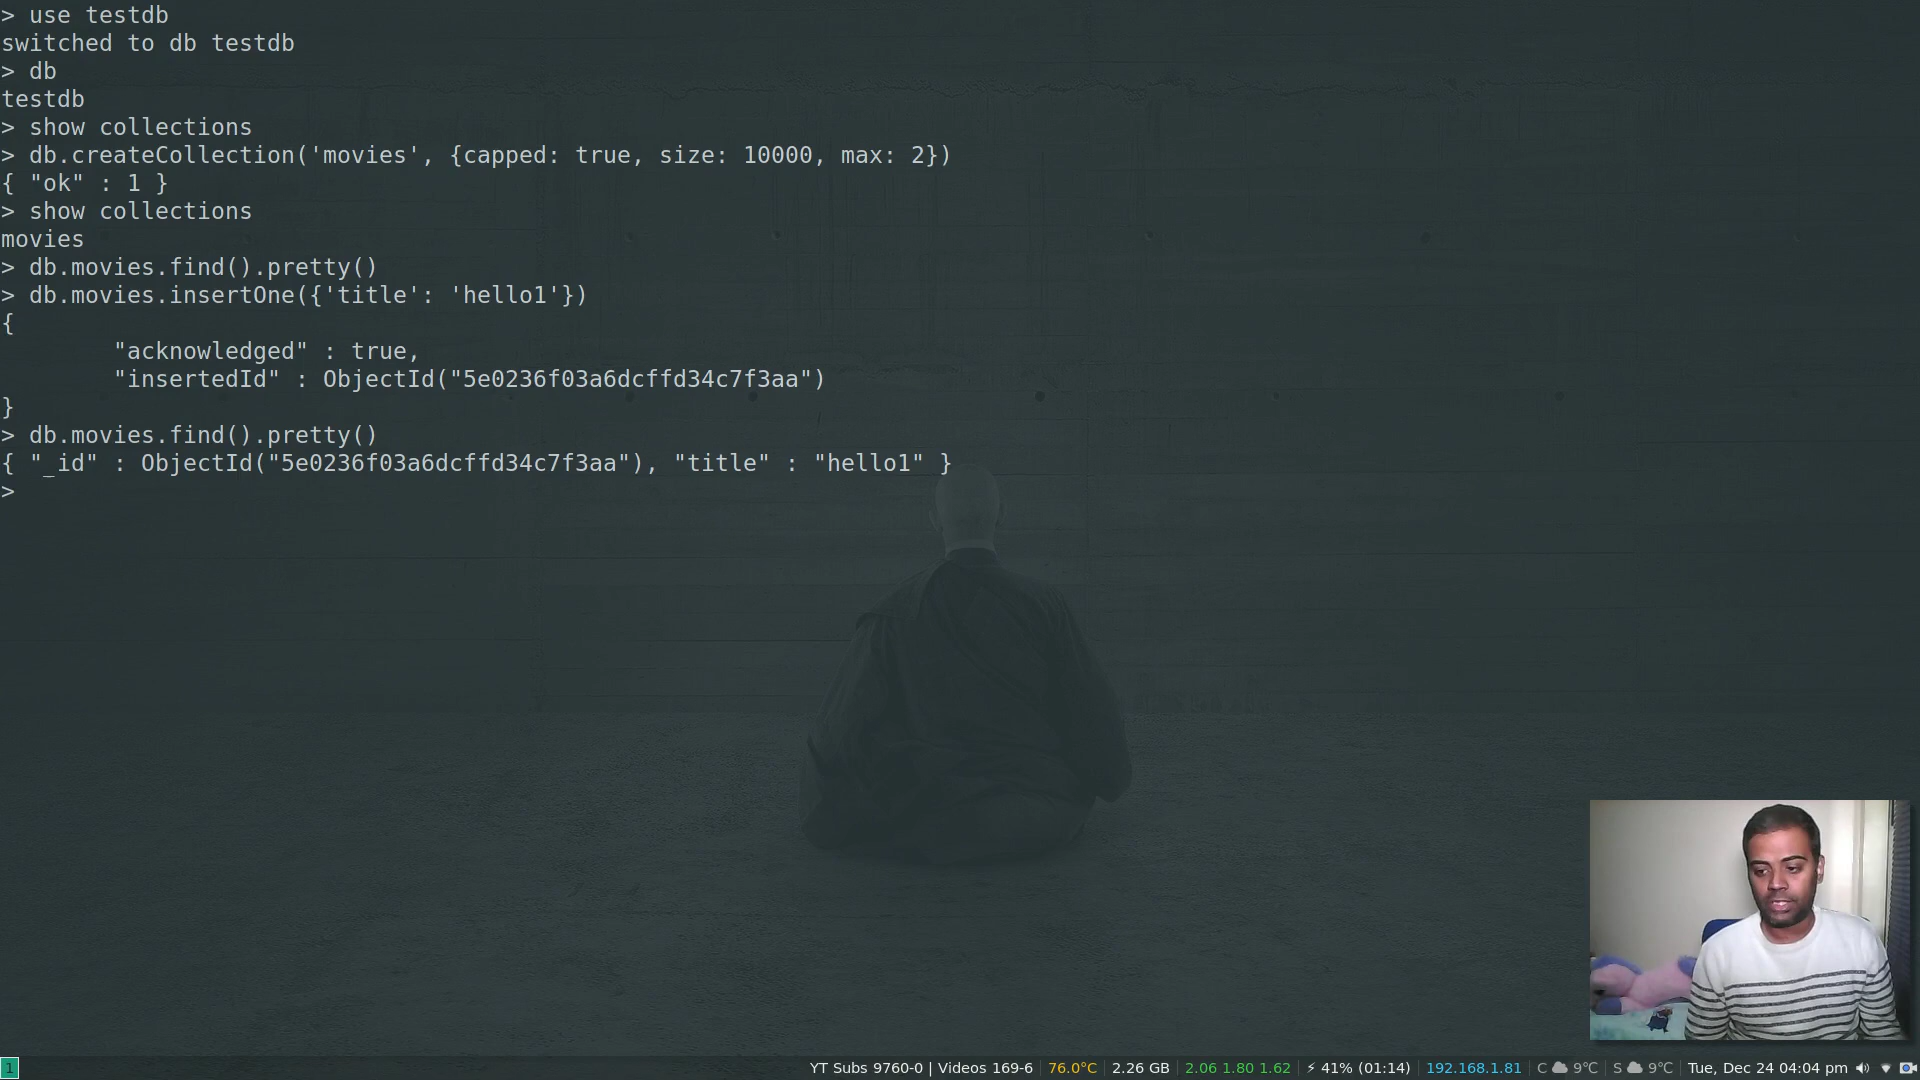 > use testdb
switched to db testdb
> db
testdb
> show collections
> db.createCollection('movies', {capped: true, size: 10000, max: 2})
{ "ok" : 1 }
> show collections
movies
> db.movies.find().pretty()
> db.movies.insertOne({'title': 'hello1'})
{
        "acknowledged" : true,
        "insertedId" : ObjectId("5e0236f03a6dcffd34c7f3aa")
}
> db.movies.find().pretty()
{ "_id" : ObjectId("5e0236f03a6dcffd34c7f3aa"), "title" : "hello1" }
>
1 YT Subs 9760-0 | Videos 169-6 76.0°C 2.26 GB 2.06 1.80 1.62 ⚡ 41% (01:14) 192.168.1.81 C 9°C S 9°C Tue, Dec 24 04:04 pm